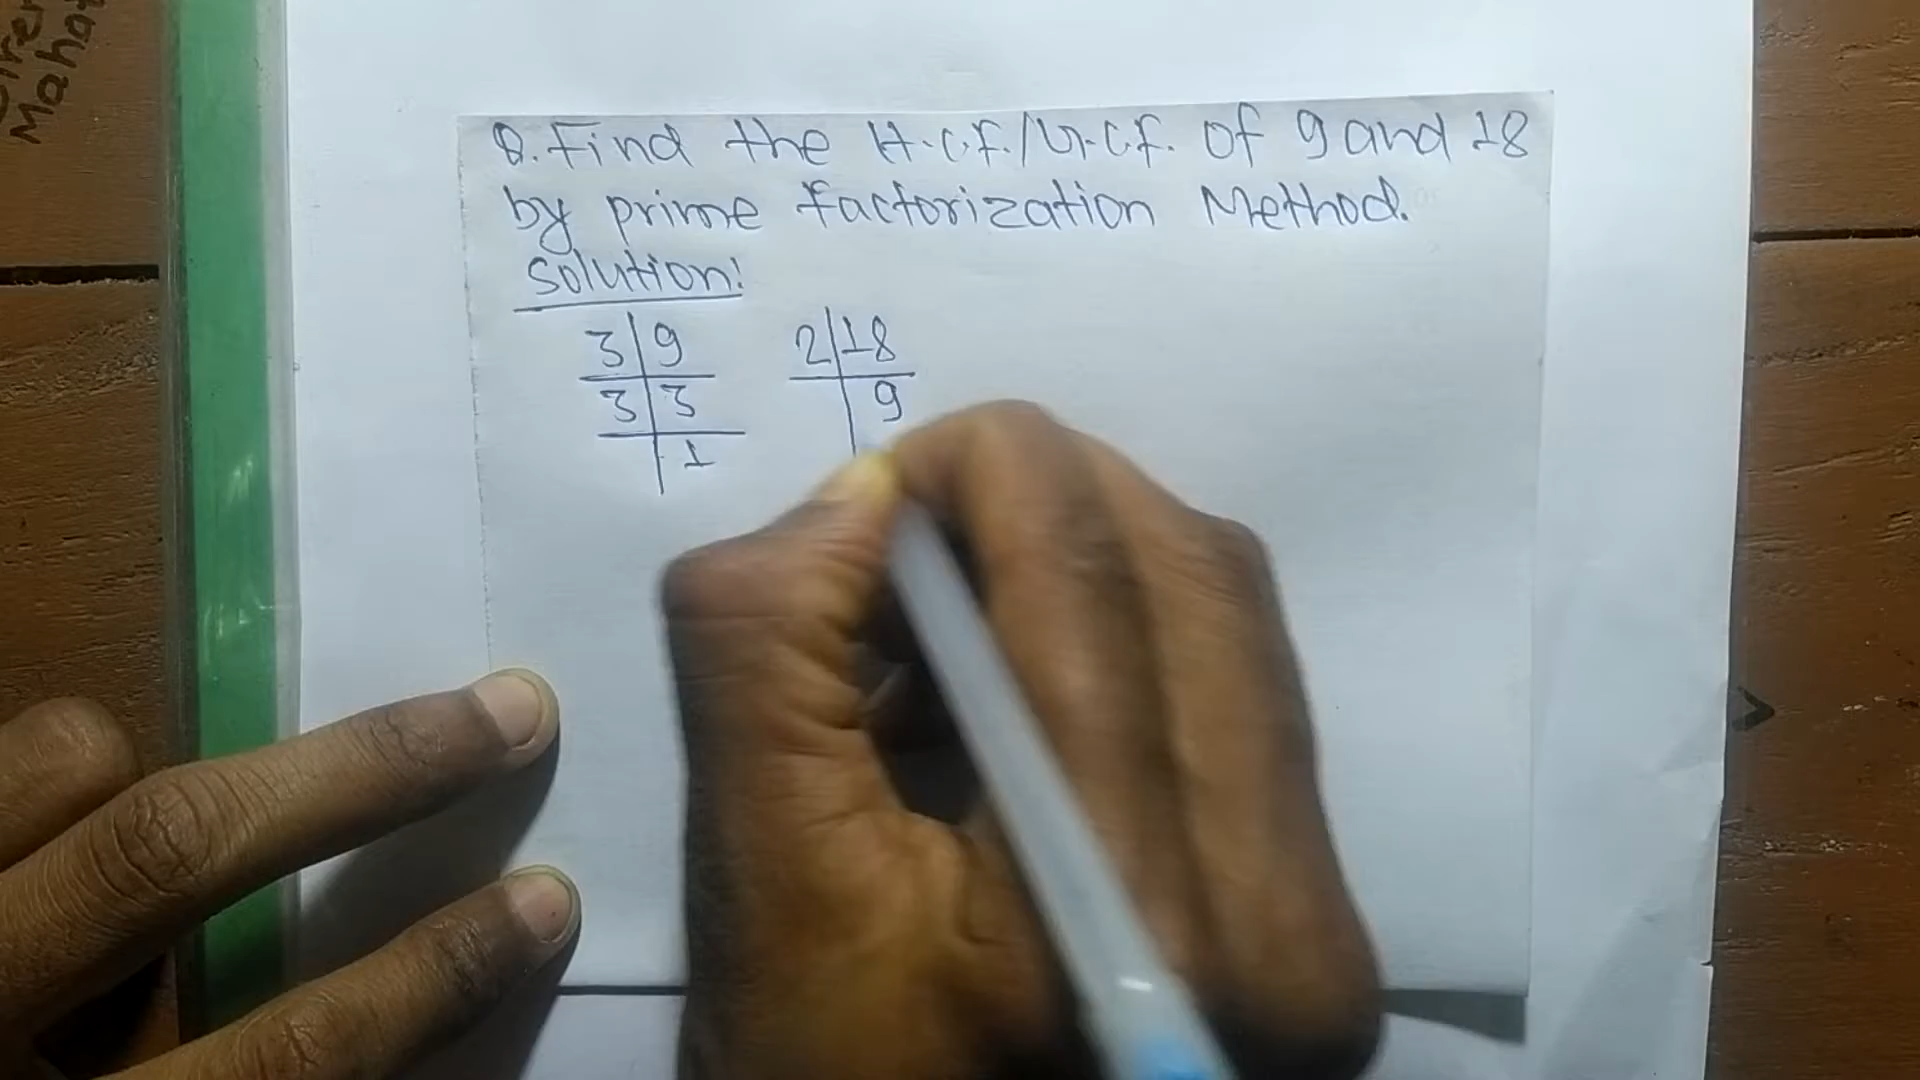 Q. Find the H.C.F./G.C.F. of 9 and 18
by prime factorization Method.
Solution:
3 | 9 2 | 18
3 | 3 9
1
Mahat